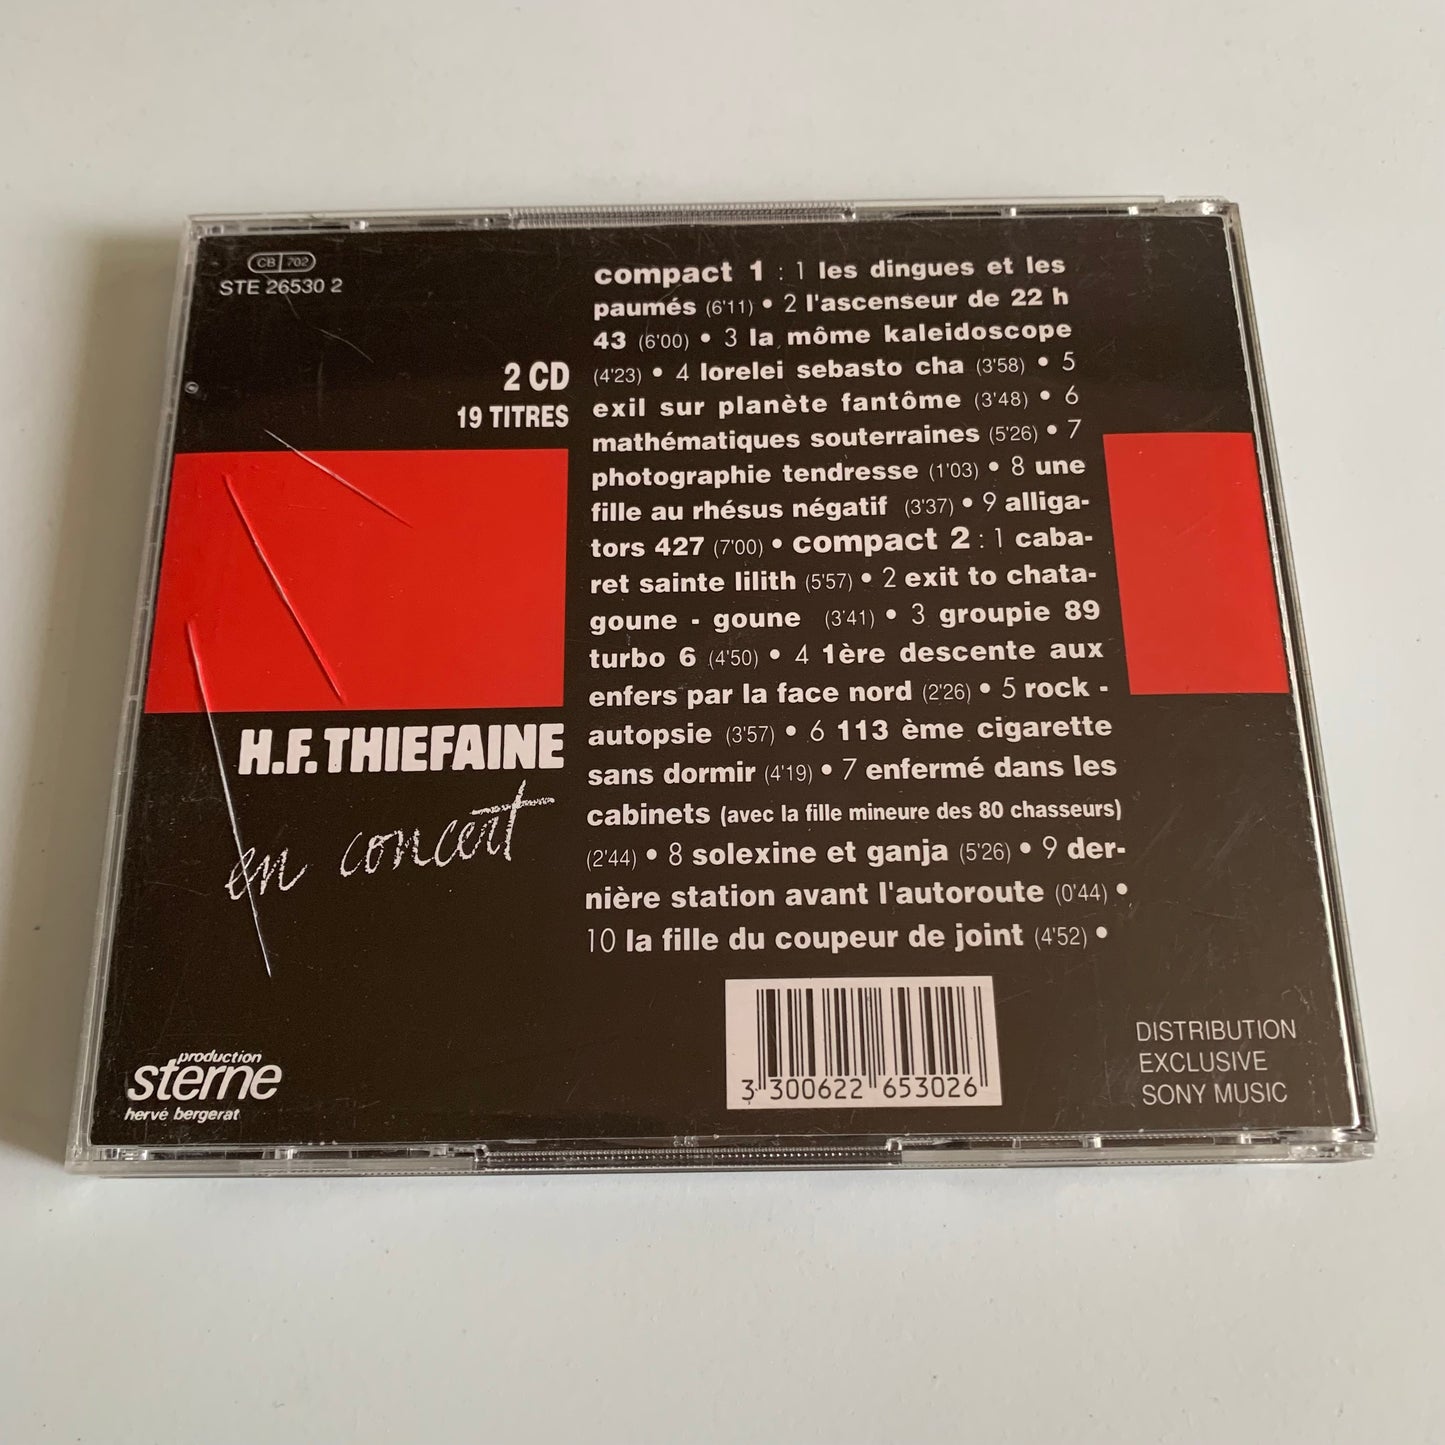 CB 702
STE 26530 2
2 CD
19 TITRES
H.F. THIEFAINE
en concert
compact 1 : 1 les dingues et les
paumés (6'11) • 2 l'ascenseur de 22 h
43 (6'00) • 3 la môme kaleidoscope
(4'23) • 4 lorelei sebasto cha (3'58) • 5
exil sur planète fantôme (3'48) • 6
mathématiques souterraines (5'26) • 7
photographie tendresse (1'03) • 8 une
fille au rhésus négatif (3'37) • 9 alliga-
tors 427 (7'00) • compact 2 : 1 caba-
ret sainte lilith (5'57) • 2 exit to chata-
goune - goune (3'41) • 3 groupie 89
turbo 6 (4'50) • 4 1ère descente aux
enfers par la face nord (2'26) • 5 rock -
autopsie (3'57) • 6 113 ème cigarette
sans dormir (4'19) • 7 enfermé dans les
cabinets (avec la fille mineure des 80 chasseurs)
(2'44) • 8 solexine et ganja (5'26) • 9 der-
nière station avant l'autoroute (0'44) •
10 la fille du coupeur de joint (4'52) •
production
sterne
hervé bergerat
3 300622 653026
DISTRIBUTION
EXCLUSIVE
SONY MUSIC